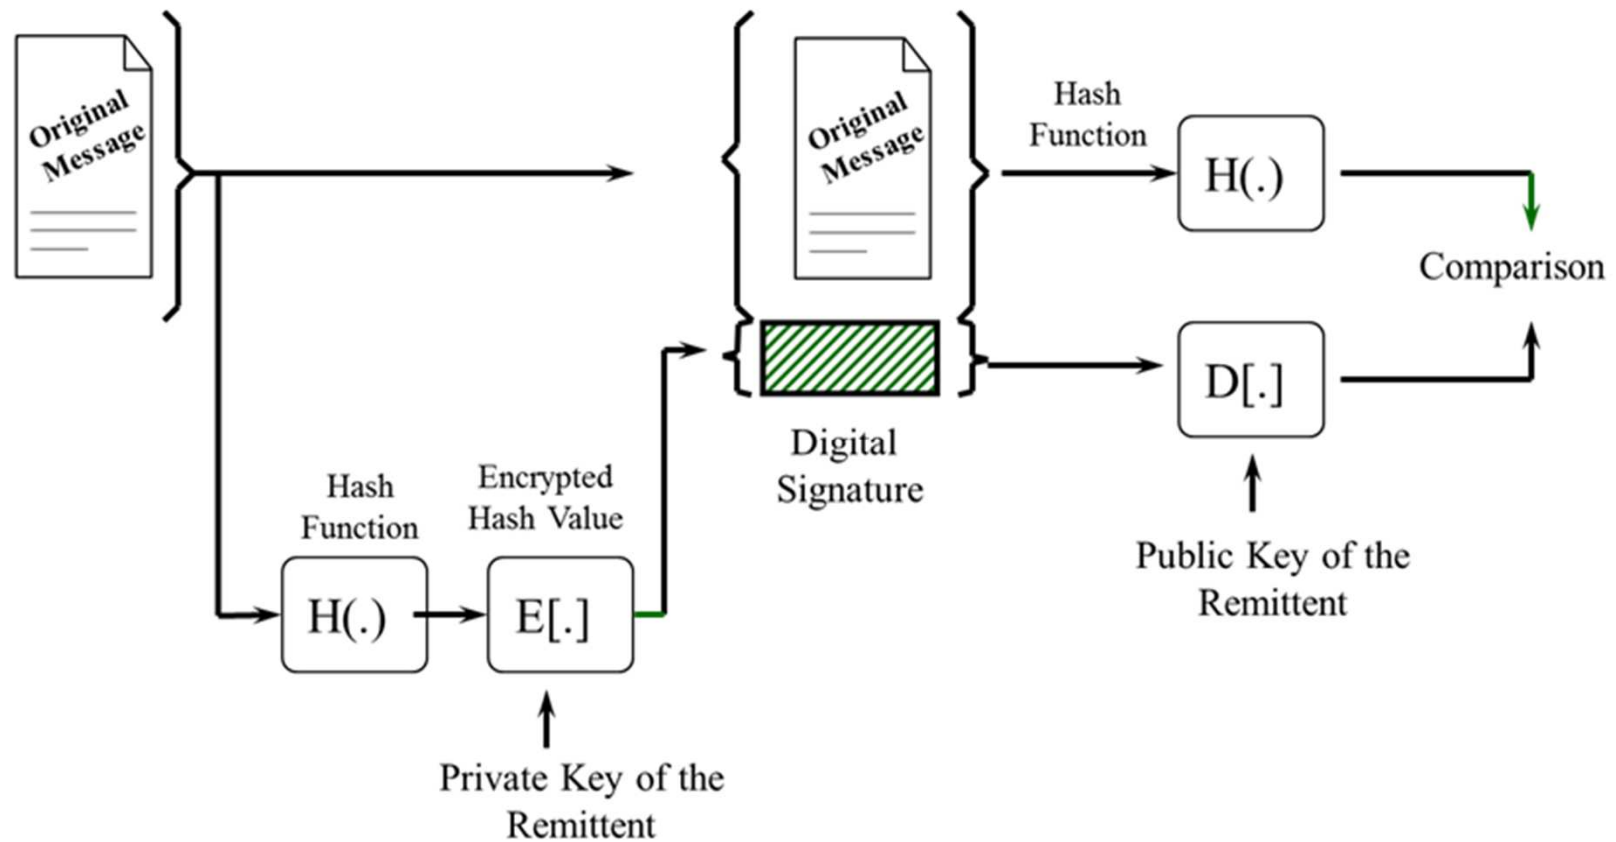 Original
Message
Original
Message
Hash
Function
H(.)
Comparison
D[.]
Digital
Signature
Public Key of the
Remittent
Hash
Function
Encrypted
Hash Value
H(.)
E[.]
Private Key of the
Remittent